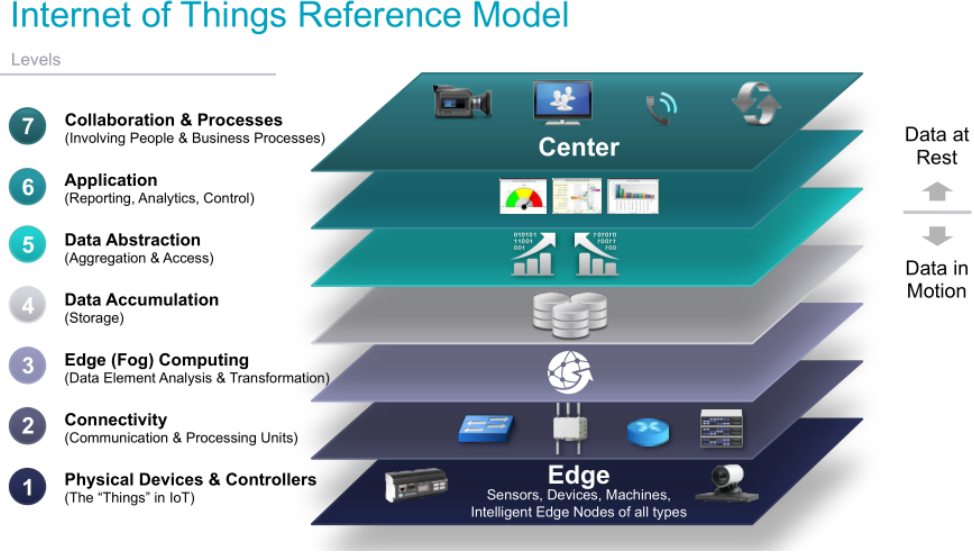 Internet of Things Reference Model
Levels
7
Collaboration & Processes
(Involving People & Business Processes)
6
Application
(Reporting, Analytics, Control)
5
Data Abstraction
(Aggregation & Access)
4
Data Accumulation
(Storage)
3
Edge (Fog) Computing
(Data Element Analysis & Transformation)
2
Connectivity
(Communication & Processing Units)
1
Physical Devices & Controllers
(The “Things” in IoT)
Center
010101
11001
001
Edge
Sensors, Devices, Machines,
Intelligent Edge Nodes of all types
Data at
Rest
Data in
Motion